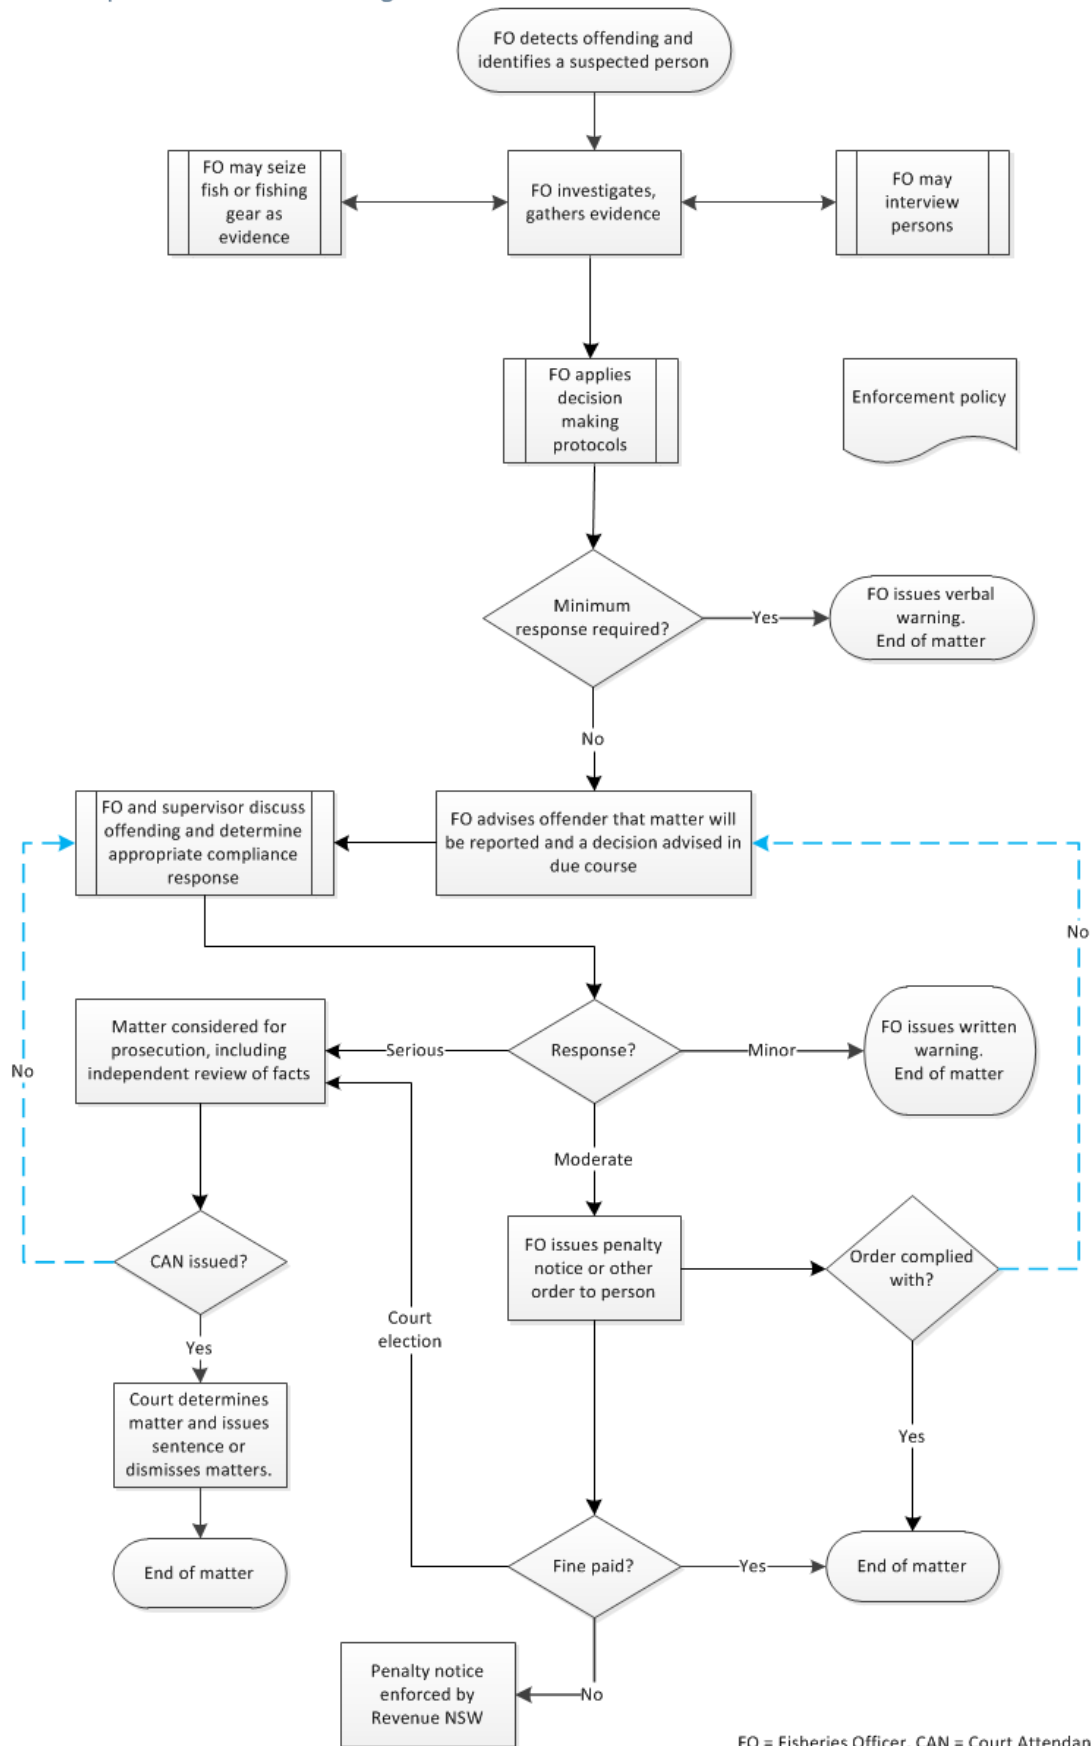 FO detects offending and
identifies a suspected person
FO may seize
fish or fishing
gear as
evidence
FO investigates,
gathers evidence
FO may
interview
persons
FO applies
decision
making
protocols
Enforcement policy
Minimum
response required?
Yes
FO issues verbal
warning.
End of matter
No
FO and supervisor discuss
offending and determine
appropriate compliance
response
FO advises offender that matter will
be reported and a decision advised in
due course
No
Matter considered for
prosecution, including
independent review of facts
Serious
Response?
Minor
FO issues written
warning.
End of matter
No
Moderate
CAN issued?
FO issues penalty
notice or other
order to person
Order complied
with?
Court
election
Yes
Court determines
matter and issues
sentence or
dismisses matters.
Yes
End of matter
Fine paid?
Yes
End of matter
Penalty notice
enforced by
Revenue NSW
No
FO = Fisheries Officer, CAN = Court